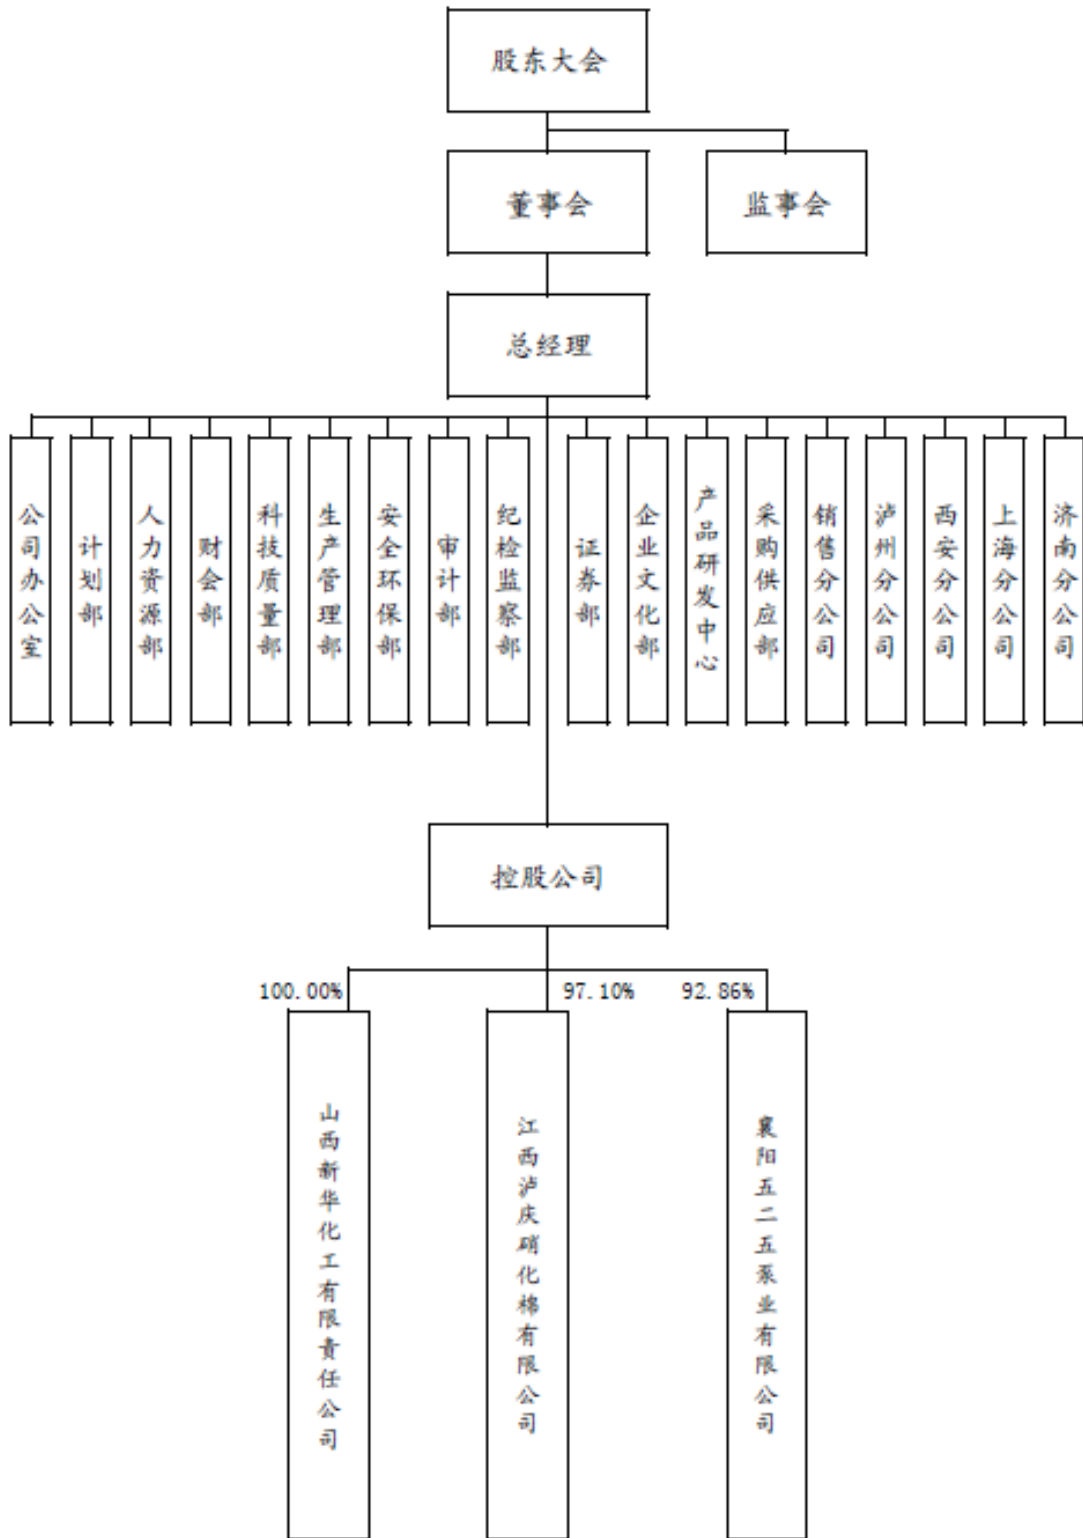 股东大会
董事会
监事会
总经理
公司办公室
计划部
人力资源部
财会部
科技质量部
生产管理部
安全环保部
审计部
纪检监察部
证券部
企业文化部
产品研发中心
采购供应部
销售分公司
泸州分公司
西安分公司
上海分公司
济南分公司
控股公司
100.00%
97.10%
92.86%
山西新华化工有限责任公司
江西泸庆硝化棉有限公司
襄阳五二五泵业有限公司